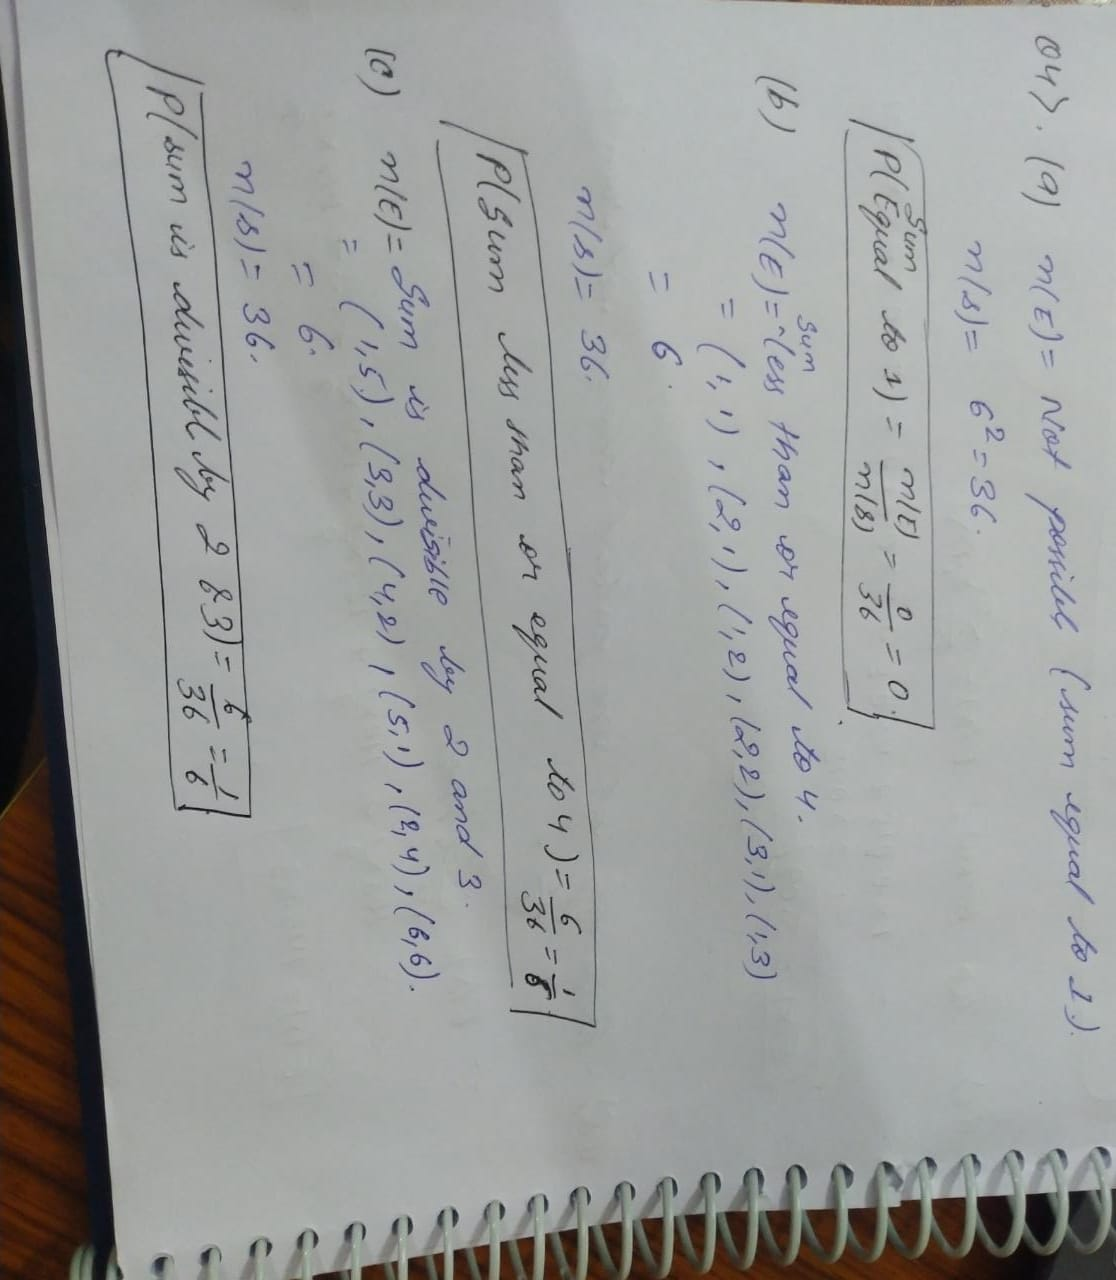 Q4>. (a) n(E) = Not possible (sum equal to 1).
n(s) = 6² = 36.
P(Sum Equal to 1) = n(E)/n(s) = 0/36 = 0.
(b) n(E) = Sum less than or equal to 4.
= (1,1), (2,1), (1,2), (2,2), (3,1), (1,3)
= 6.
n(s) = 36.
P(Sum less than or equal to 4) = 6/36 = 1/6
(c) n(E) = Sum is divisible by 2 and 3.
= (1,5), (3,3), (4,2), (5,1), (2,4), (6,6).
= 6.
n(s) = 36.
P(sum is divisibl by 2 & 3) = 6/36 = 1/6